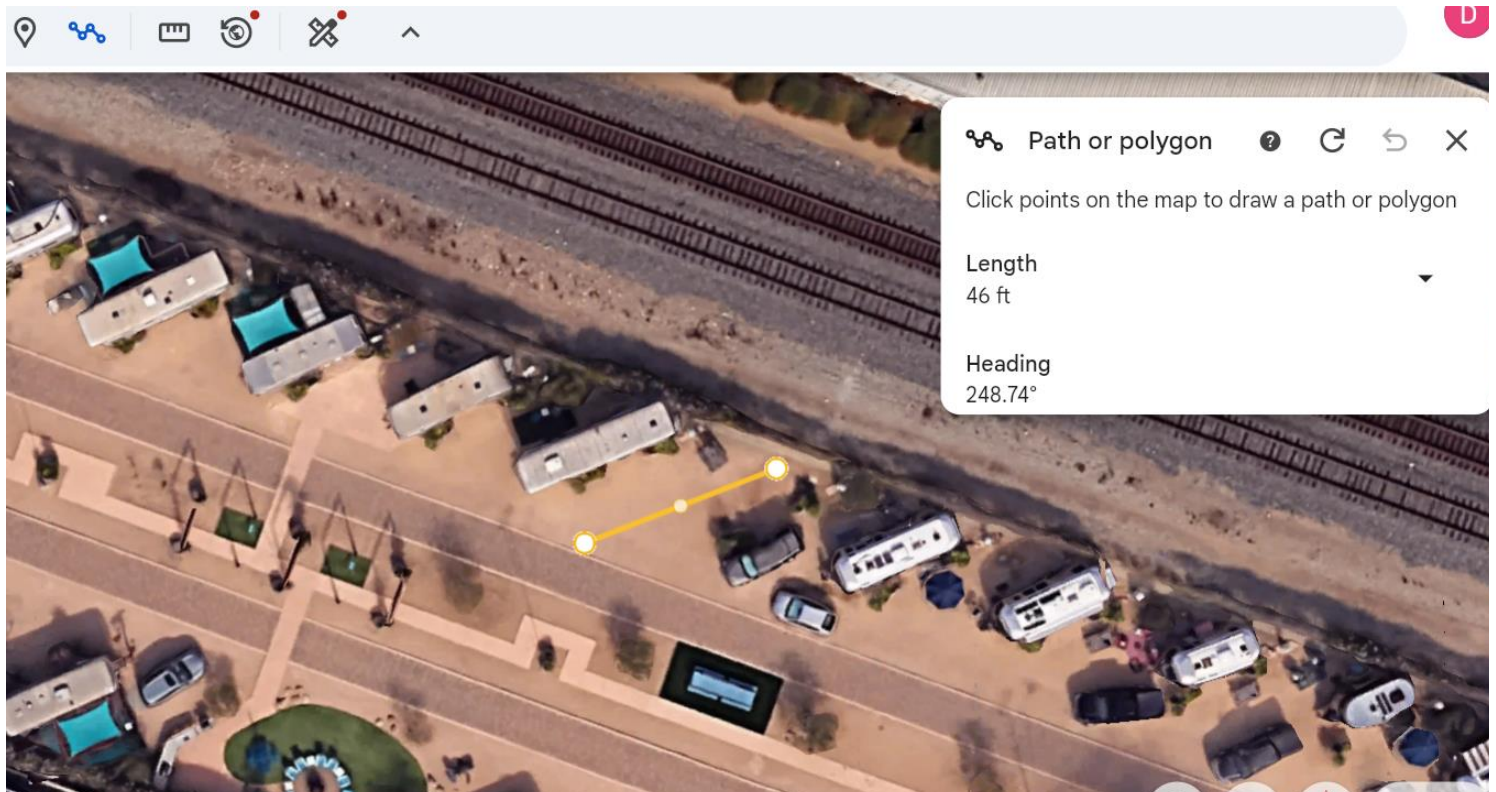 D
Path or polygon
Click points on the map to draw a path or polygon
Length
46 ft
Heading
248.74°